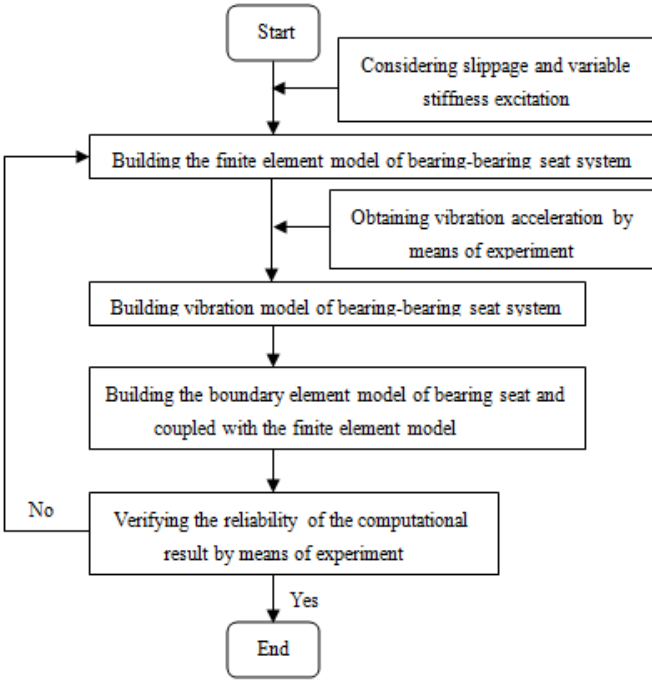 Start
Considering slippage and variable
stiffness excitation
Building the finite element model of bearing-bearing seat system
Obtaining vibration acceleration by
means of experiment
Building vibration model of bearing-bearing seat system
Building the boundary element model of bearing seat and
coupled with the finite element model
No
Verifying the reliability of the computational
result by means of experiment
Yes
End